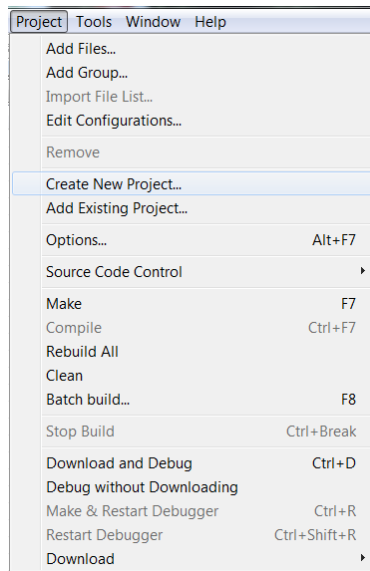 Project Tools Window Help
Add Files...
Add Group...
Import File List...
Edit Configurations...
Remove
Create New Project...
Add Existing Project...
Options... Alt+F7
Source Code Control
Make F7
Compile Ctrl+F7
Rebuild All
Clean
Batch build... F8
Stop Build Ctrl+Break
Download and Debug Ctrl+D
Debug without Downloading
Make & Restart Debugger Ctrl+R
Restart Debugger Ctrl+Shift+R
Download